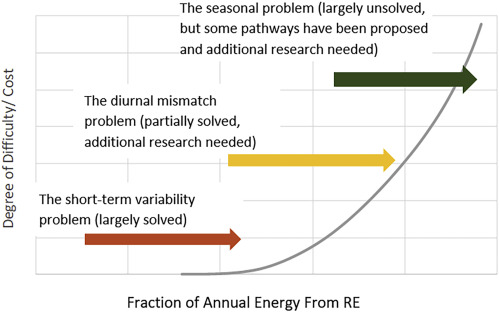 The seasonal problem (largely unsolved,
but some pathways have been proposed
and additional research needed)
The diurnal mismatch
problem (partially solved,
additional research needed)
The short-term variability
problem (largely solved)
Degree of Difficulty/ Cost
Fraction of Annual Energy From RE